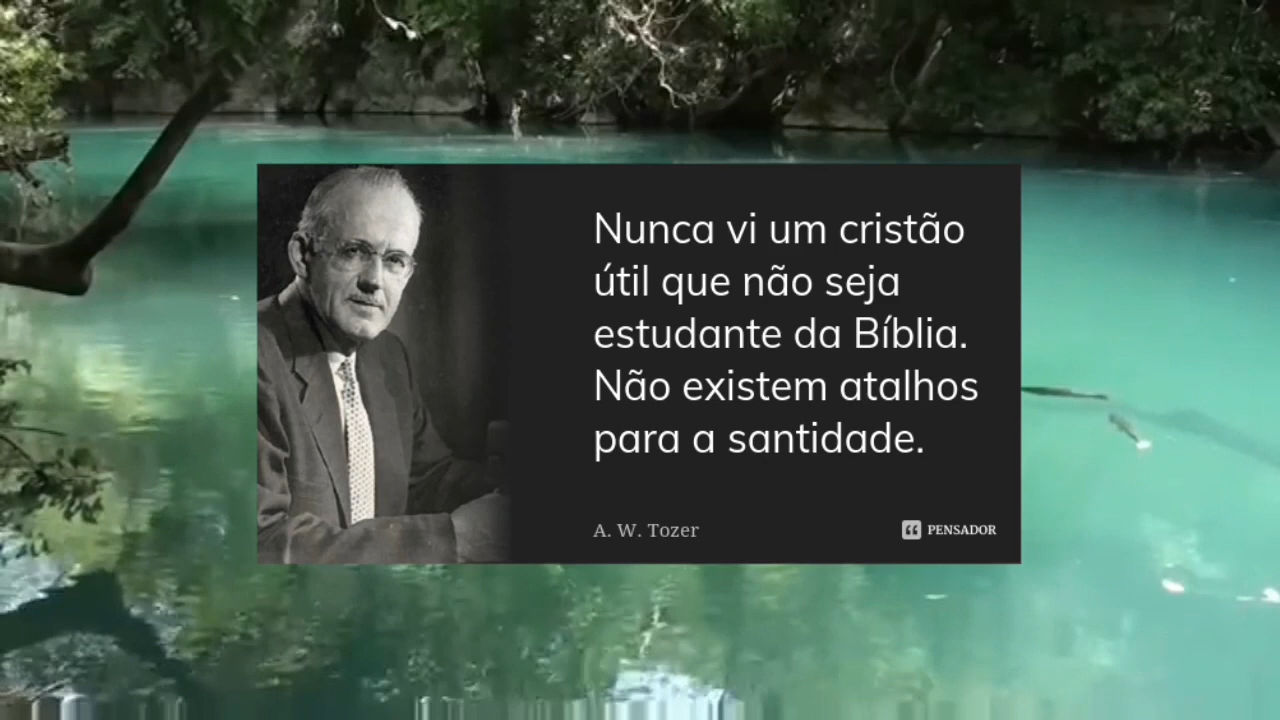 Nunca vi um cristão
útil que não seja
estudante da Bíblia.
Não existem atalhos
para a santidade.
A. W. Tozer
PENSADOR